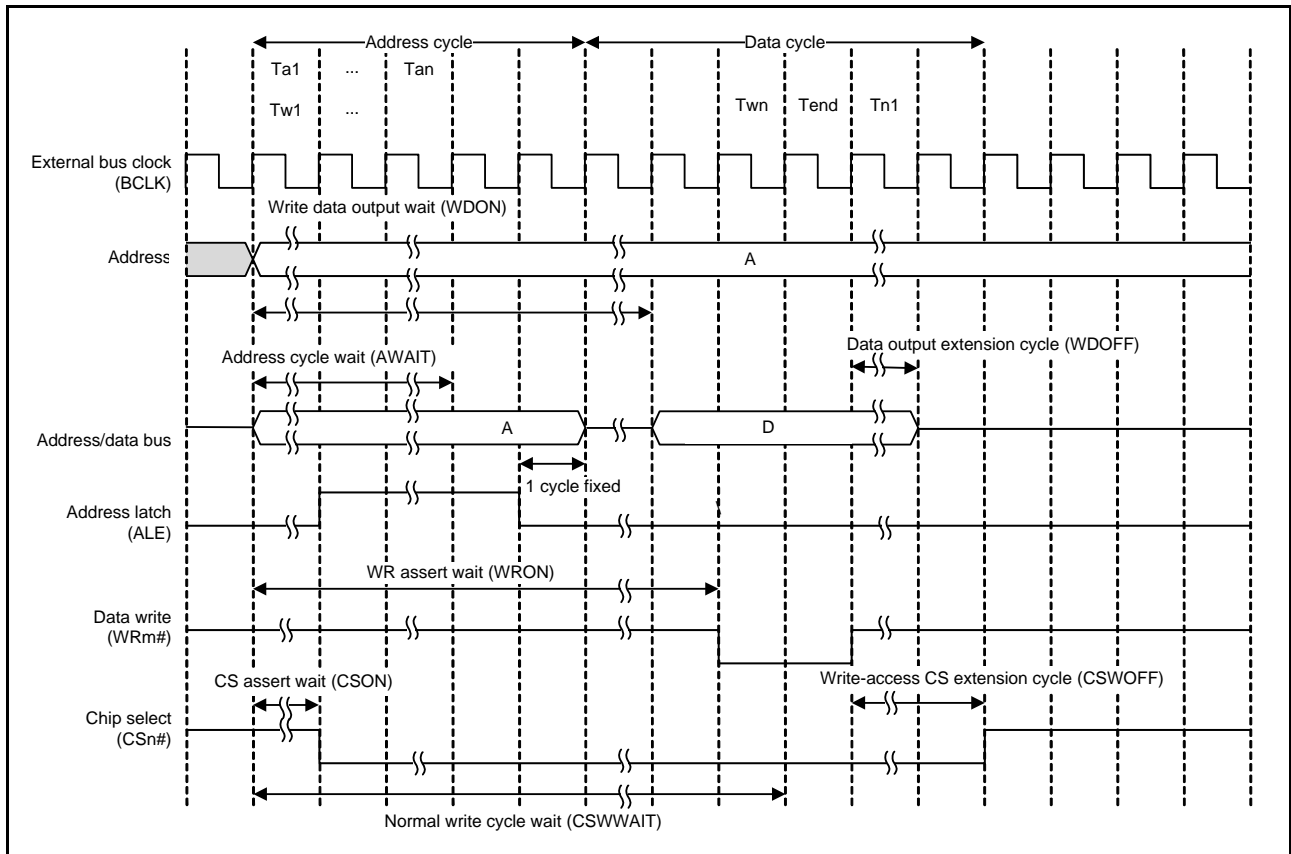 Address cycle
Data cycle
Ta1 ... Tan
Twn Tend Tn1
Tw1 ...
External bus clock
(BCLK)
Write data output wait (WDON)
Address
A
Data output extension cycle (WDOFF)
Address cycle wait (AWAIT)
Address/data bus
A
D
1 cycle fixed
Address latch
(ALE)
WR assert wait (WRON)
Data write
(WRm#)
CS assert wait (CSON)
Write-access CS extension cycle (CSWOFF)
Chip select
(CSn#)
Normal write cycle wait (CSWWAIT)